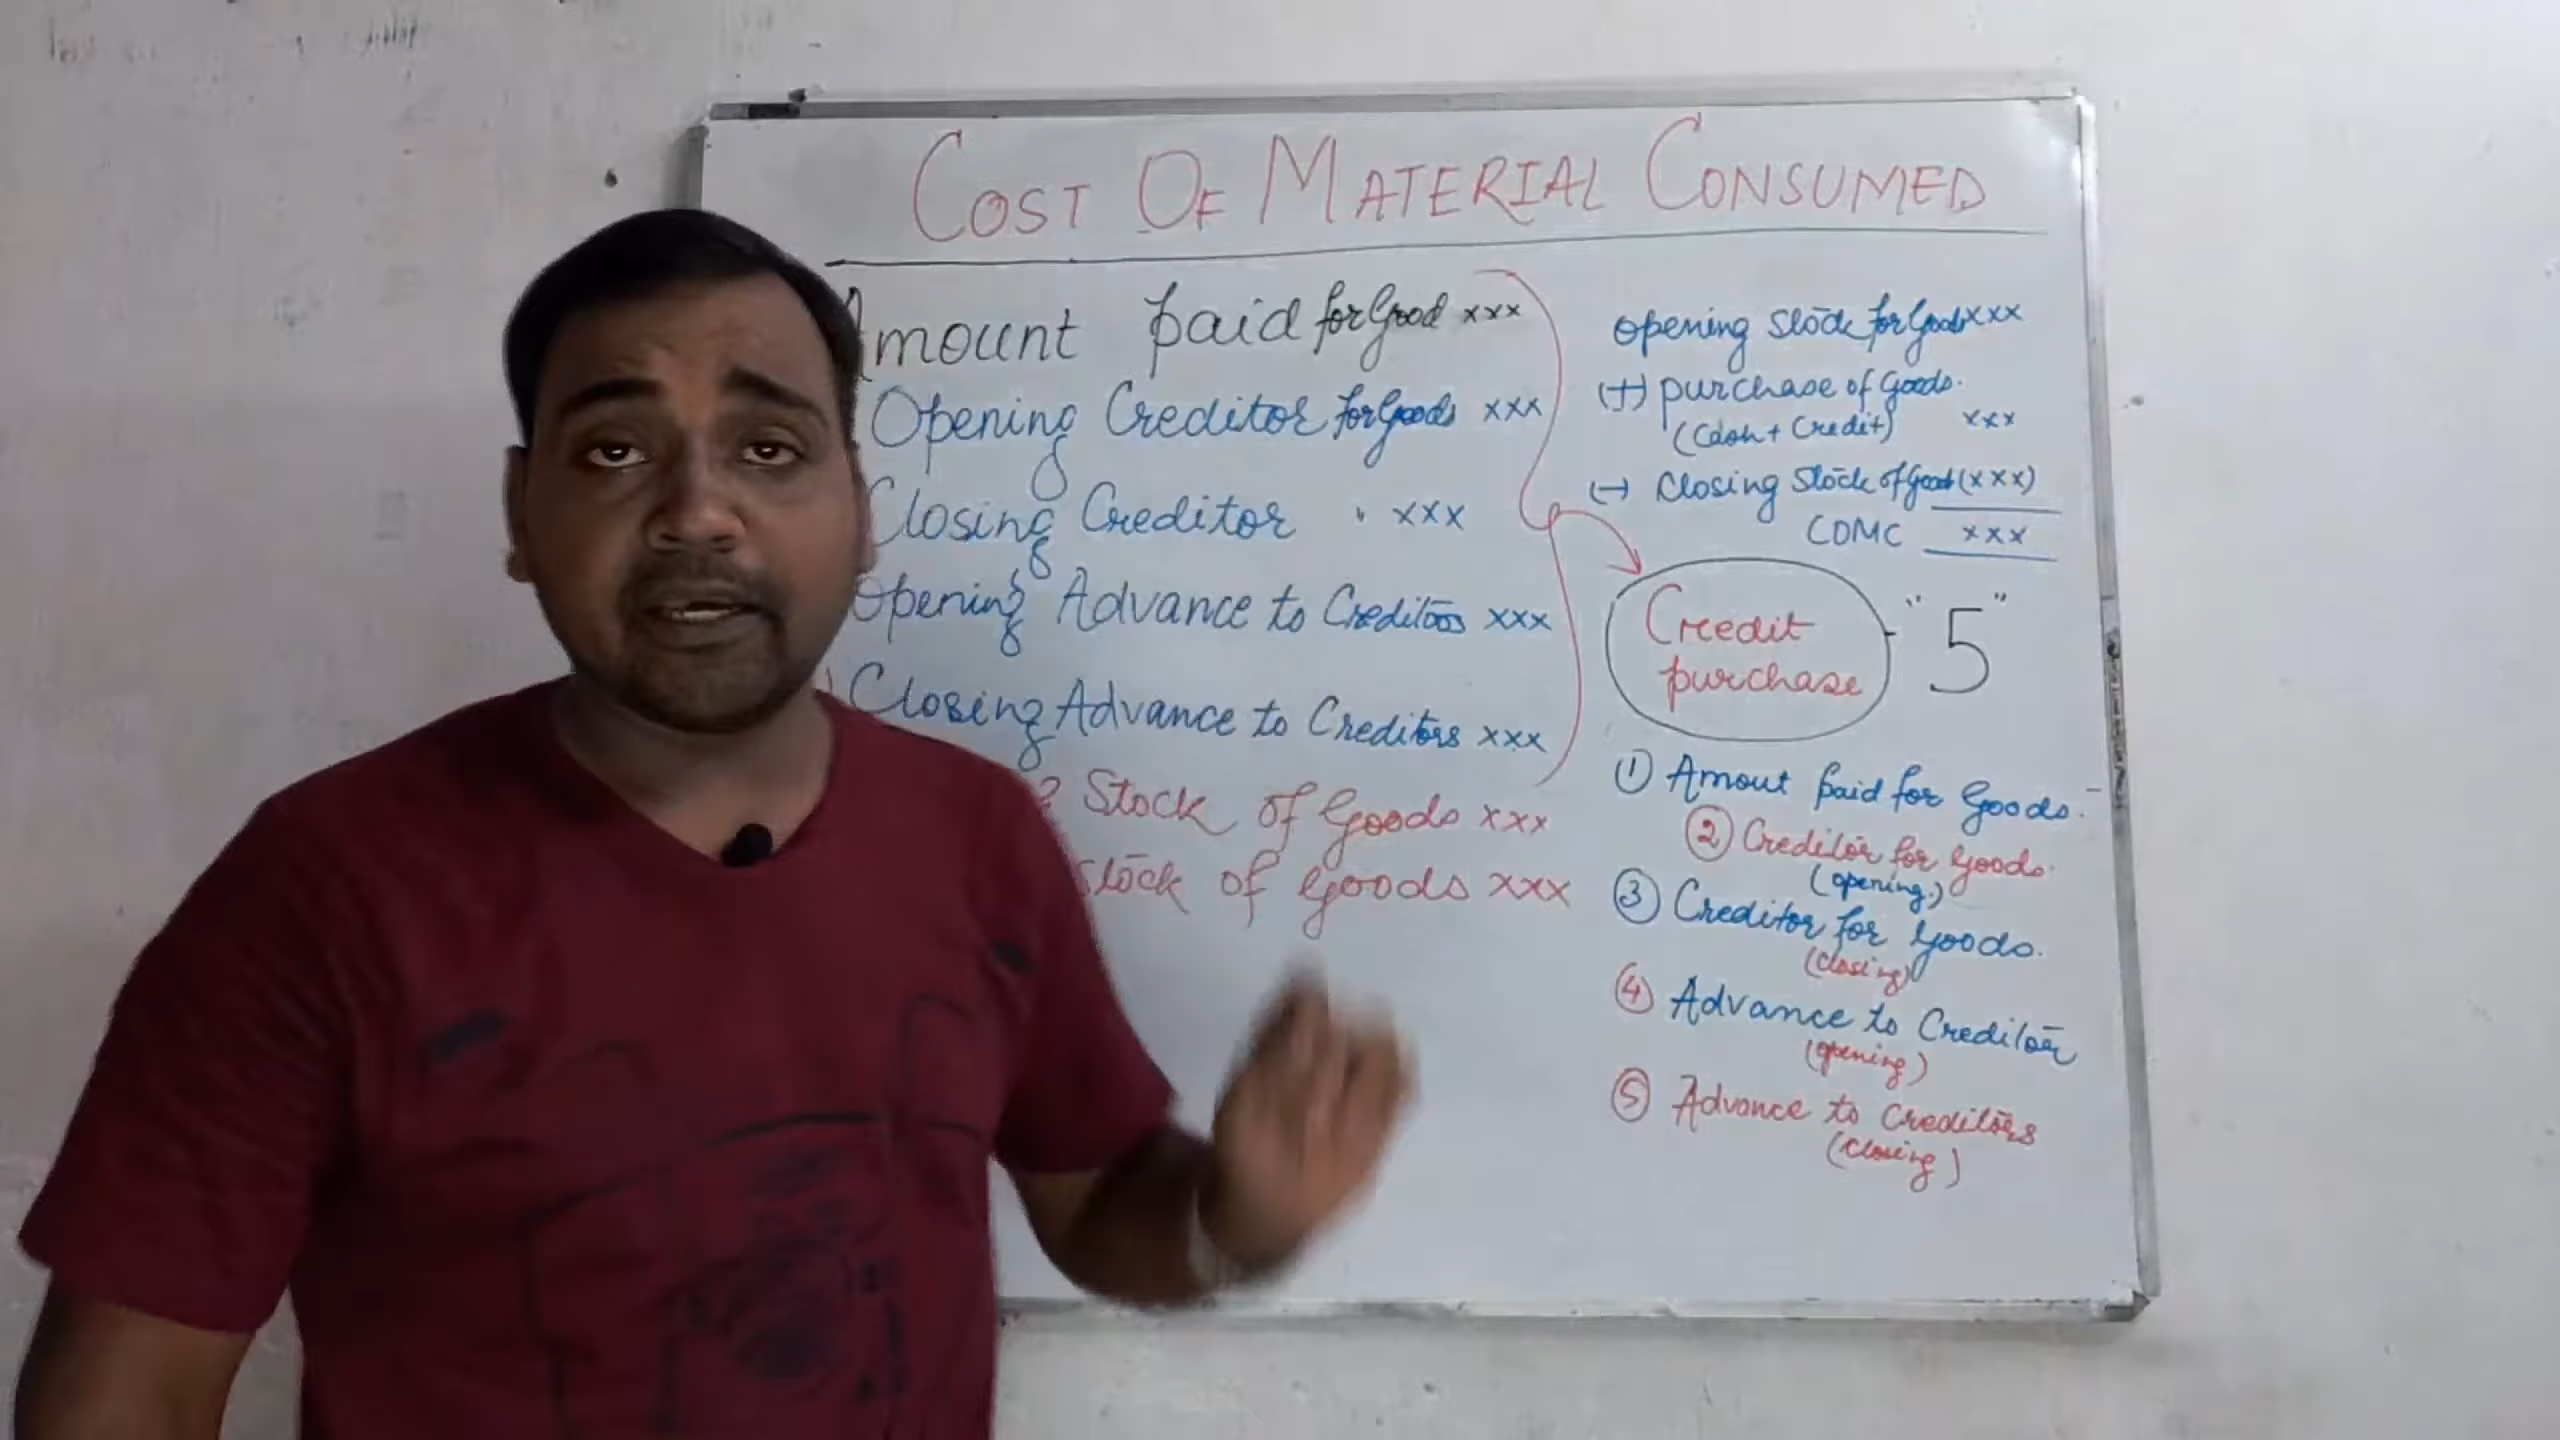 COST OF MATERIAL CONSUMED
Amount paid for Good xxx
Opening Creditor for goods xxx
Closing Creditor " xxx
Opening Advance to Creditors xxx
Closing Advance to Creditors xxx
Stock of Goods xxx
Stock of Goods xxx
Opening Stock for Goods xxx
(+) purchase of Goods.
(Cash + Credit) xxx
(-) Closing Stock of Good (xxx)
COMC xxx
Credit purchase - "5"
① Amout paid for Goods.
② Creditor for Goods.
(opening)
③ Creditor for Goods.
(closing)
④ Advance to Creditor
(opening)
⑤ Advance to Creditors
(closing)